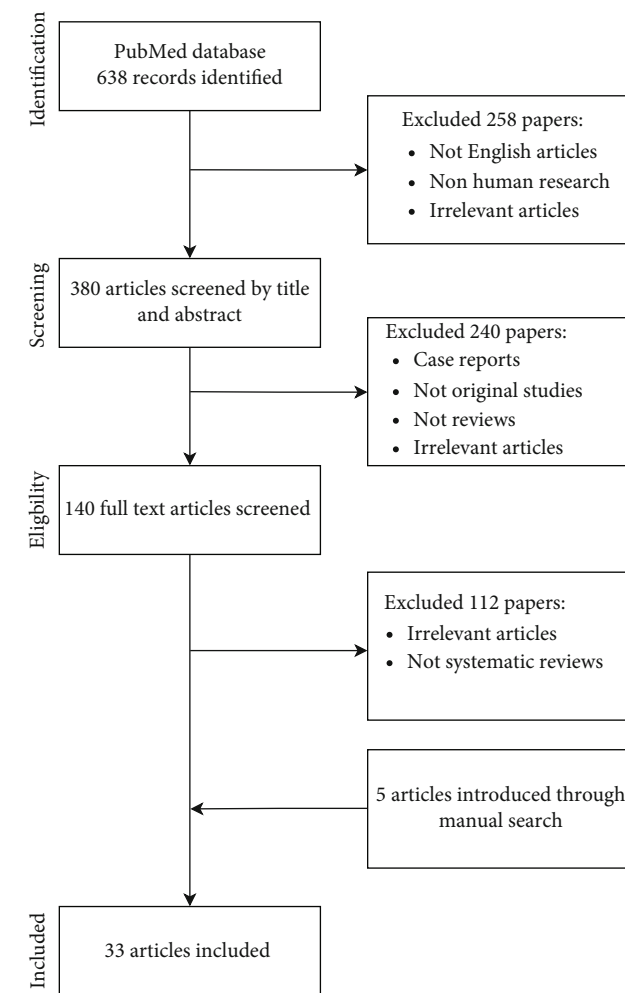 Identification
PubMed database
638 records identified
Excluded 258 papers:
• Not English articles
• Non human research
• Irrelevant articles
Screening
380 articles screened by title
and abstract
Excluded 240 papers:
• Case reports
• Not original studies
• Not reviews
• Irrelevant articles
Eligbility
140 full text articles screened
Excluded 112 papers:
• Irrelevant articles
• Not systematic reviews
5 articles introduced through
manual search
Included
33 articles included